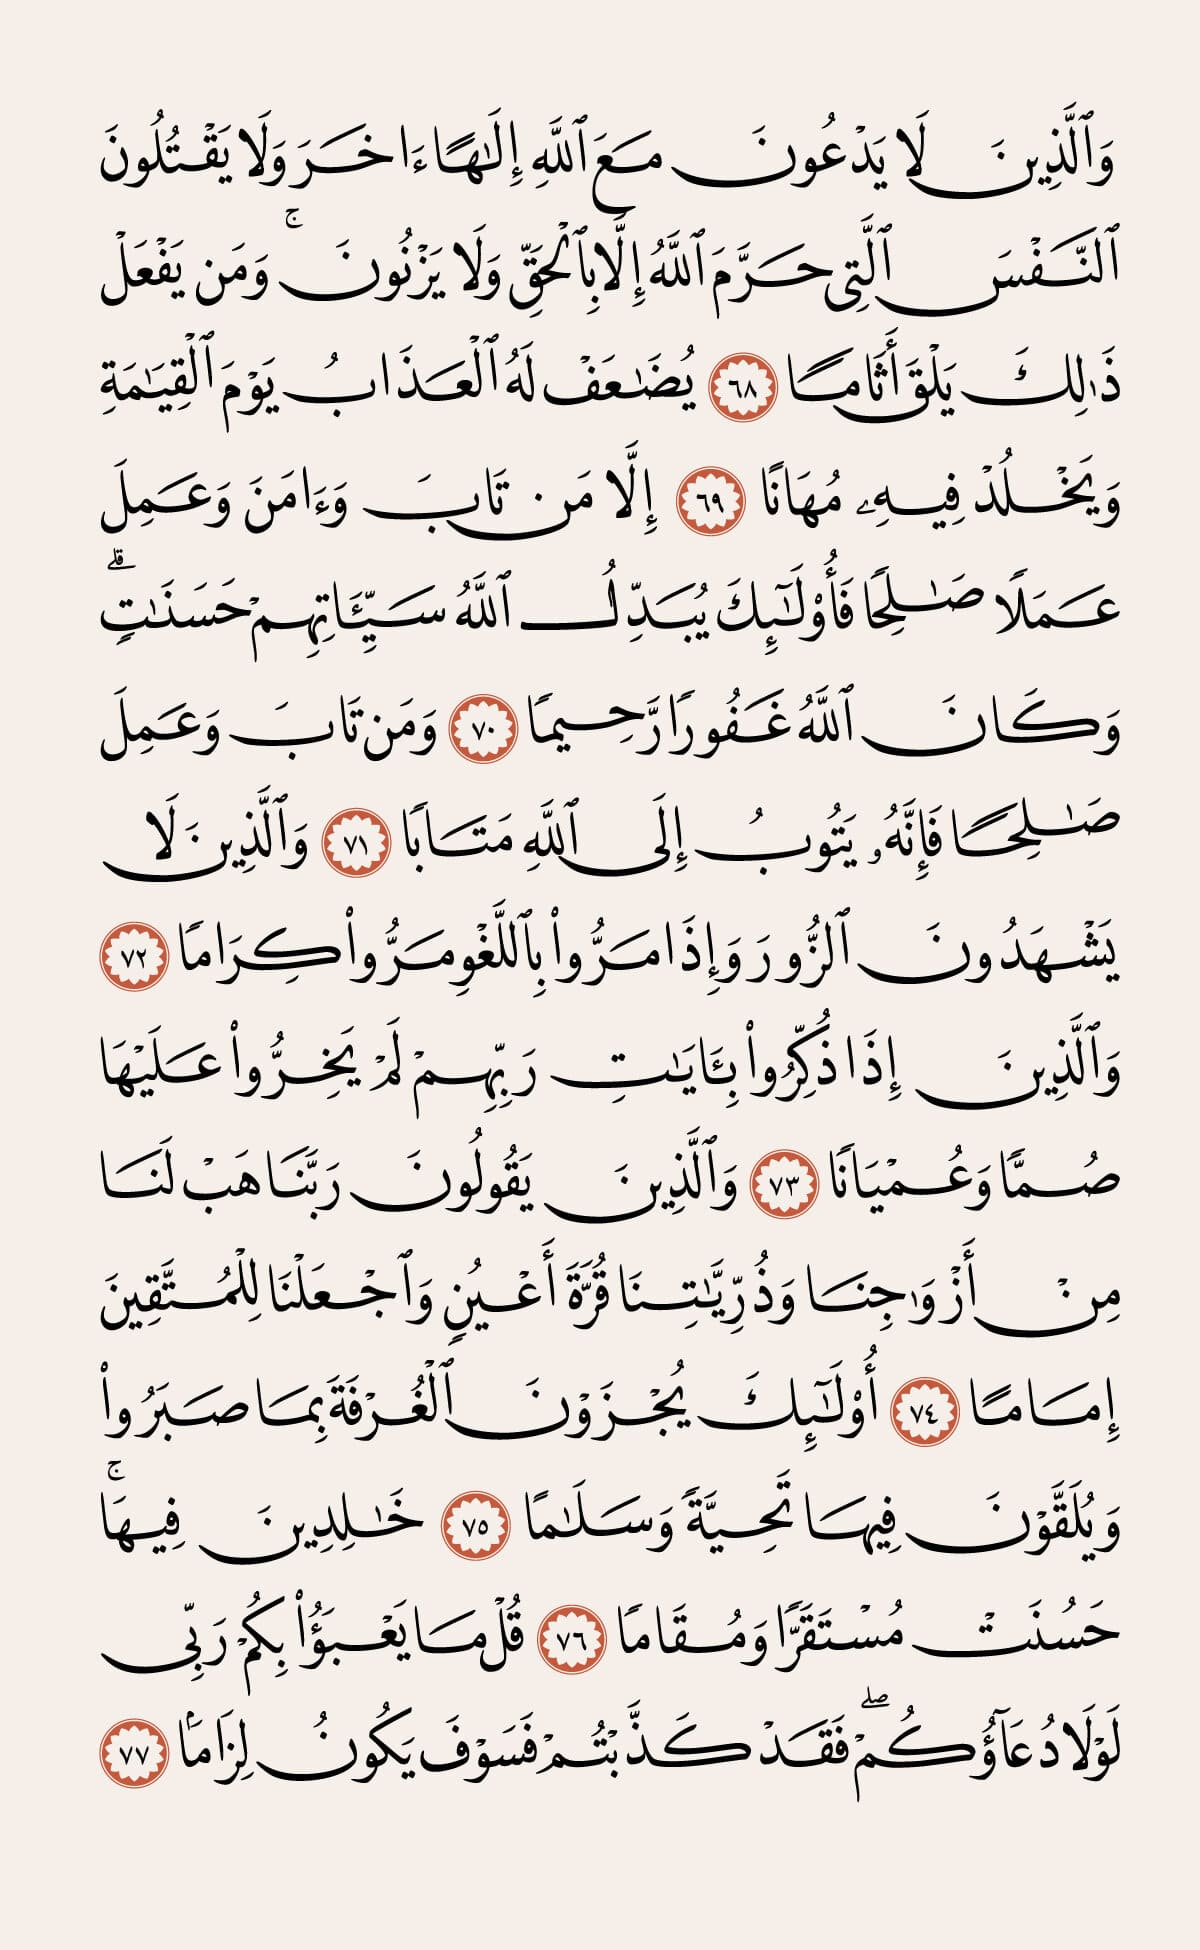 وَٱلَّذِينَ لَا يَدْعُونَ مَعَ ٱللَّهِ إِلَٰهًا ءَاخَرَ وَلَا يَقْتُلُونَ
ٱلنَّفْسَ ٱلَّتِى حَرَّمَ ٱللَّهُ إِلَّا بِٱلْحَقِّ وَلَا يَزْنُونَ ۚ وَمَن يَفْعَلْ
ذَٰلِكَ يَلْقَ أَثَامًا ٦٨ يُضَٰعَفْ لَهُ ٱلْعَذَابُ يَوْمَ ٱلْقِيَٰمَةِ
وَيَخْلُدْ فِيهِۦ مُهَانًا ٦٩ إِلَّا مَن تَابَ وَءَامَنَ وَعَمِلَ
عَمَلًا صَٰلِحًا فَأُو۟لَٰٓئِكَ يُبَدِّلُ ٱللَّهُ سَيِّـَٔاتِهِمْ حَسَنَٰتٍ ۗ
وَكَانَ ٱللَّهُ غَفُورًا رَّحِيمًا ٧٠ وَمَن تَابَ وَعَمِلَ
صَٰلِحًا فَإِنَّهُۥ يَتُوبُ إِلَى ٱللَّهِ مَتَابًا ٧١ وَٱلَّذِينَ لَا
يَشْهَدُونَ ٱلزُّورَ وَإِذَا مَرُّوا۟ بِٱللَّغْوِ مَرُّوا۟ كِرَامًا ٧٢
وَٱلَّذِينَ إِذَا ذُكِّرُوا۟ بِـَٔايَٰتِ رَبِّهِمْ لَمْ يَخِرُّوا۟ عَلَيْهَا
صُمًّا وَعُمْيَانًا ٧٣ وَٱلَّذِينَ يَقُولُونَ رَبَّنَا هَبْ لَنَا
مِنْ أَزْوَٰجِنَا وَذُرِّيَّٰتِنَا قُرَّةَ أَعْيُنٍ وَٱجْعَلْنَا لِلْمُتَّقِينَ
إِمَامًا ٧٤ أُو۟لَٰٓئِكَ يُجْزَوْنَ ٱلْغُرْفَةَ بِمَا صَبَرُوا۟
وَيُلَقَّوْنَ فِيهَا تَحِيَّةً وَسَلَٰمًا ٧٥ خَٰلِدِينَ فِيهَا ۚ
حَسُنَتْ مُسْتَقَرًّا وَمُقَامًا ٧٦ قُلْ مَا يَعْبَؤُا۟ بِكُمْ رَبِّى
لَوْلَا دُعَآؤُكُمْ ۖ فَقَدْ كَذَّبْتُمْ فَسَوْفَ يَكُونُ لِزَامًۢا ٧٧